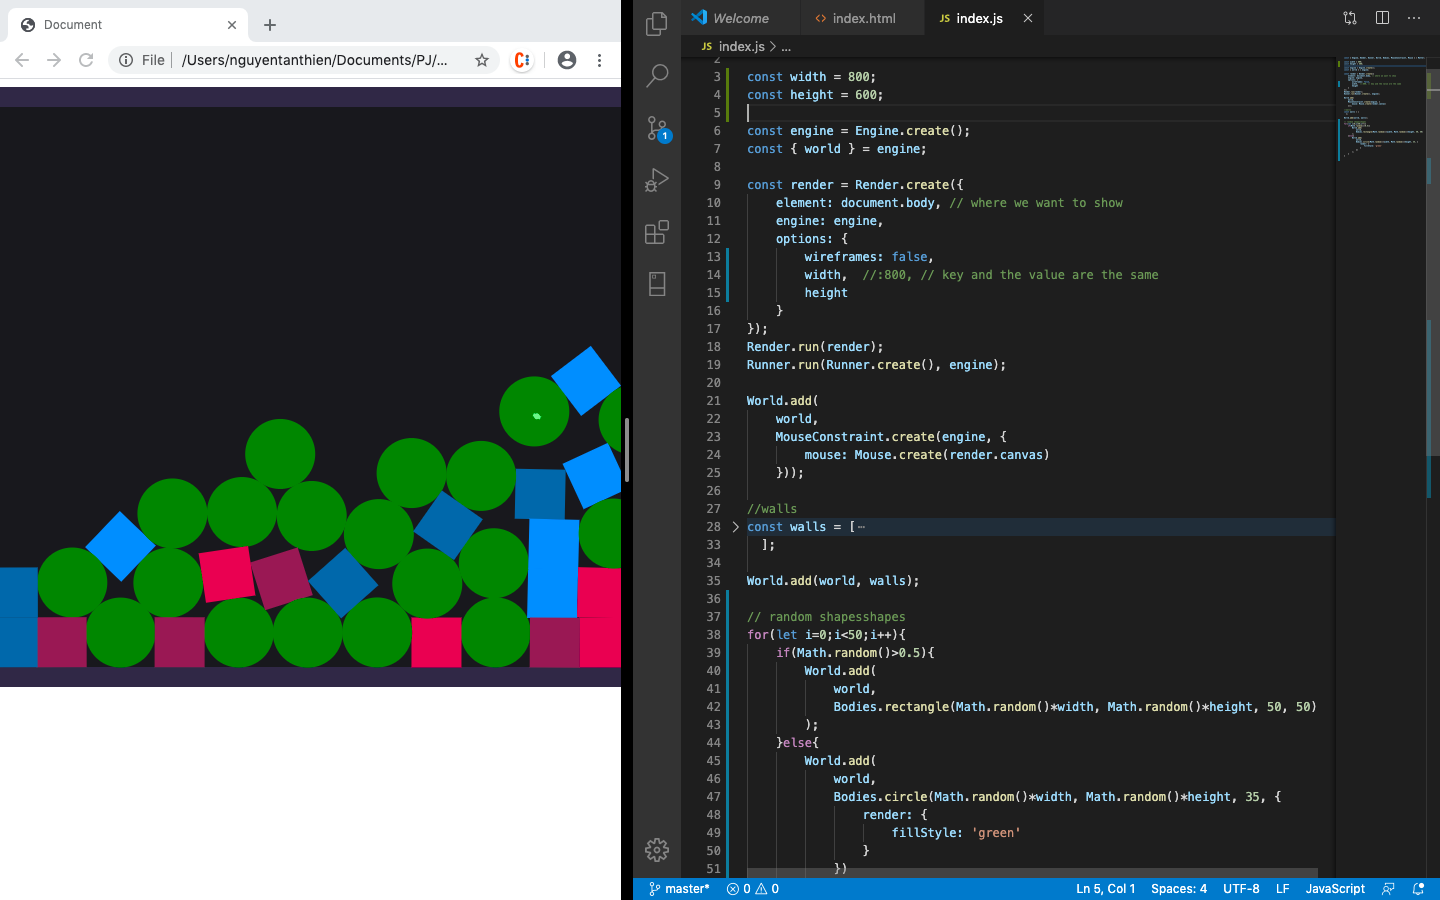 Document
File
/Users/nguyentanthien/Documents/PJ/...
Welcome
<> index.html
JS index.js
JS index.js > ...
2
3 const width = 800;
4 const height = 600;
5
6 const engine = Engine.create();
7 const { world } = engine;
8
9 const render = Render.create({
10 element: document.body, // where we want to show
11 engine: engine,
12 options: {
13 wireframes: false,
14 width,  //:800, // key and the value are the same
15 height
16 }
17 });
18 Render.run(render);
19 Runner.run(Runner.create(), engine);
20
21 World.add(
22 world,
23 MouseConstraint.create(engine, {
24 mouse: Mouse.create(render.canvas)
25 }));
26
27 //walls
28 const walls = [⋯
33 ];
34
35 World.add(world, walls);
36
37 // random shapesshapes
38 for(let i=0;i<50;i++){
39 if(Math.random()>0.5){
40 World.add(
41 world,
42 Bodies.rectangle(Math.random()*width, Math.random()*height, 50, 50)
43 );
44 }else{
45 World.add(
46 world,
47 Bodies.circle(Math.random()*width, Math.random()*height, 35, {
48 render: {
49 fillStyle: 'green'
50 }
51 })
1
master* 0 0 Ln 5, Col 1 Spaces: 4 UTF-8 LF JavaScript